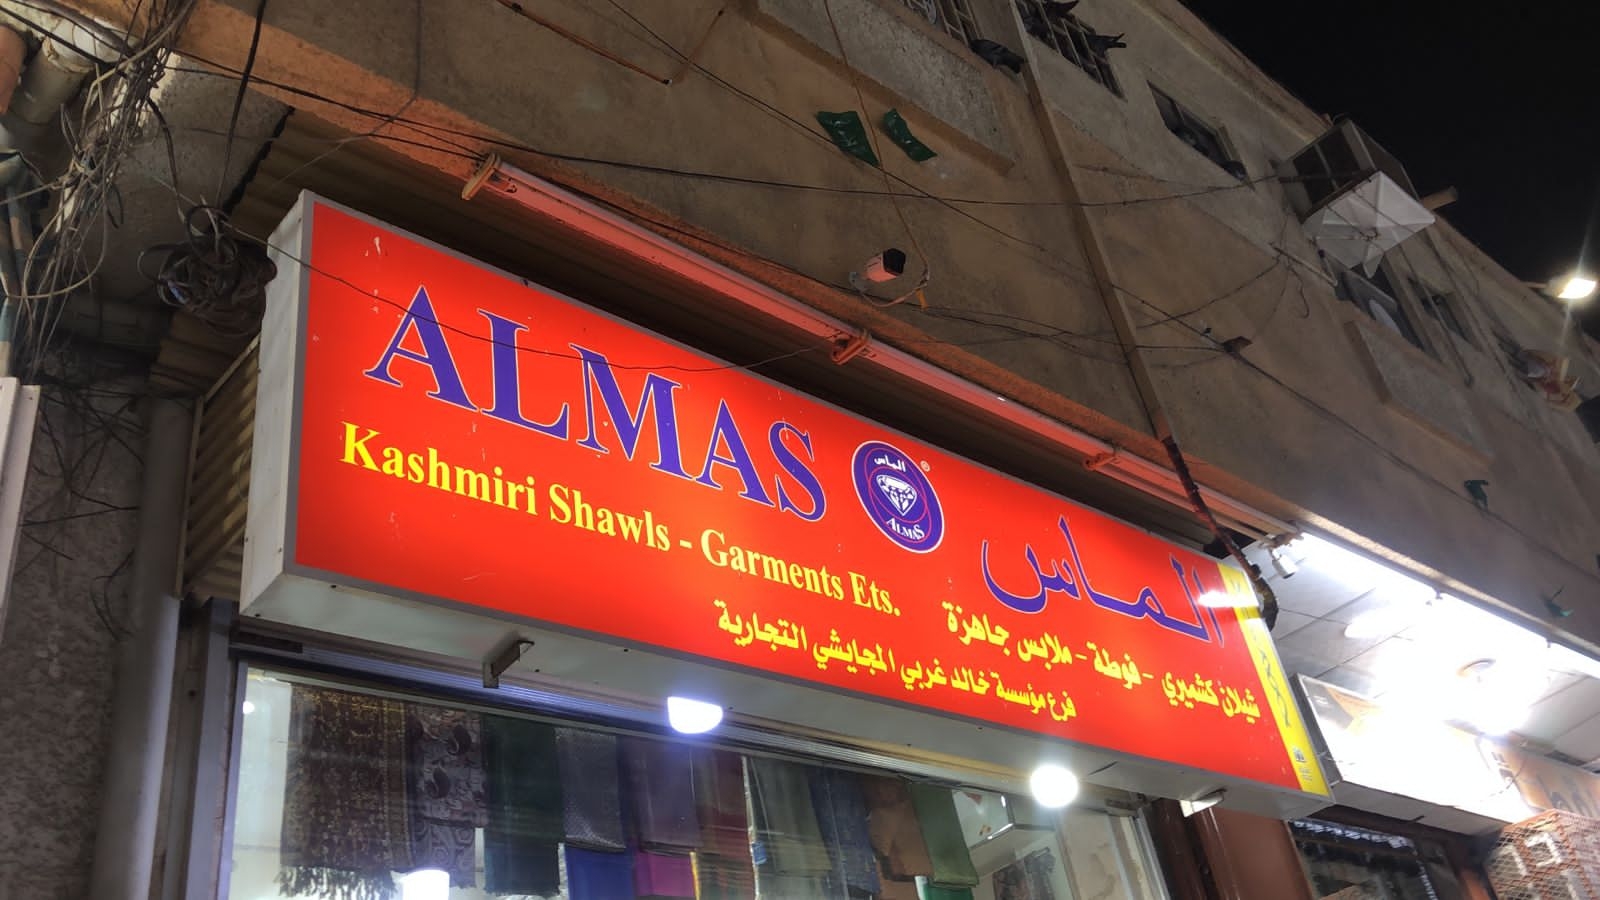 ALMAS
Kashmiri Shawls - Garments Ets.
الماس
ALMAS
®
الماس
شيلان كشميري - فوطة - ملابس جاهزة
فرع مؤسسة خالد غربي المجايشي التجارية